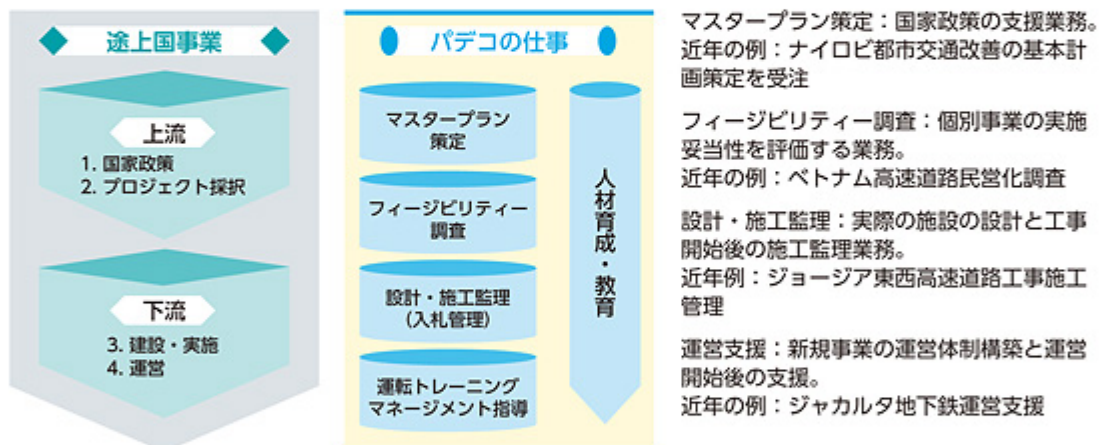 途上国事業
上流
1. 国家政策
2. プロジェクト採択
下流
3. 建設・実施
4. 運営
パデコの仕事
マスタープラン
策定
フィージビリティー
調査
設計・施工監理
(入札管理)
運転トレーニング
マネージメント指導
人材育成・教育
マスタープラン策定：国家政策の支援業務。
近年の例：ナイロビ都市交通改善の基本計
画策定を受注
フィージビリティー調査：個別事業の実施
妥当性を評価する業務。
近年の例：ベトナム高速道路民営化調査
設計・施工監理：実際の施設の設計と工事
開始後の施工監理業務。
近年例：ジョージア東西高速道路工事施工
管理
運営支援：新規事業の運営体制構築と運営
開始後の支援。
近年の例：ジャカルタ地下鉄運営支援